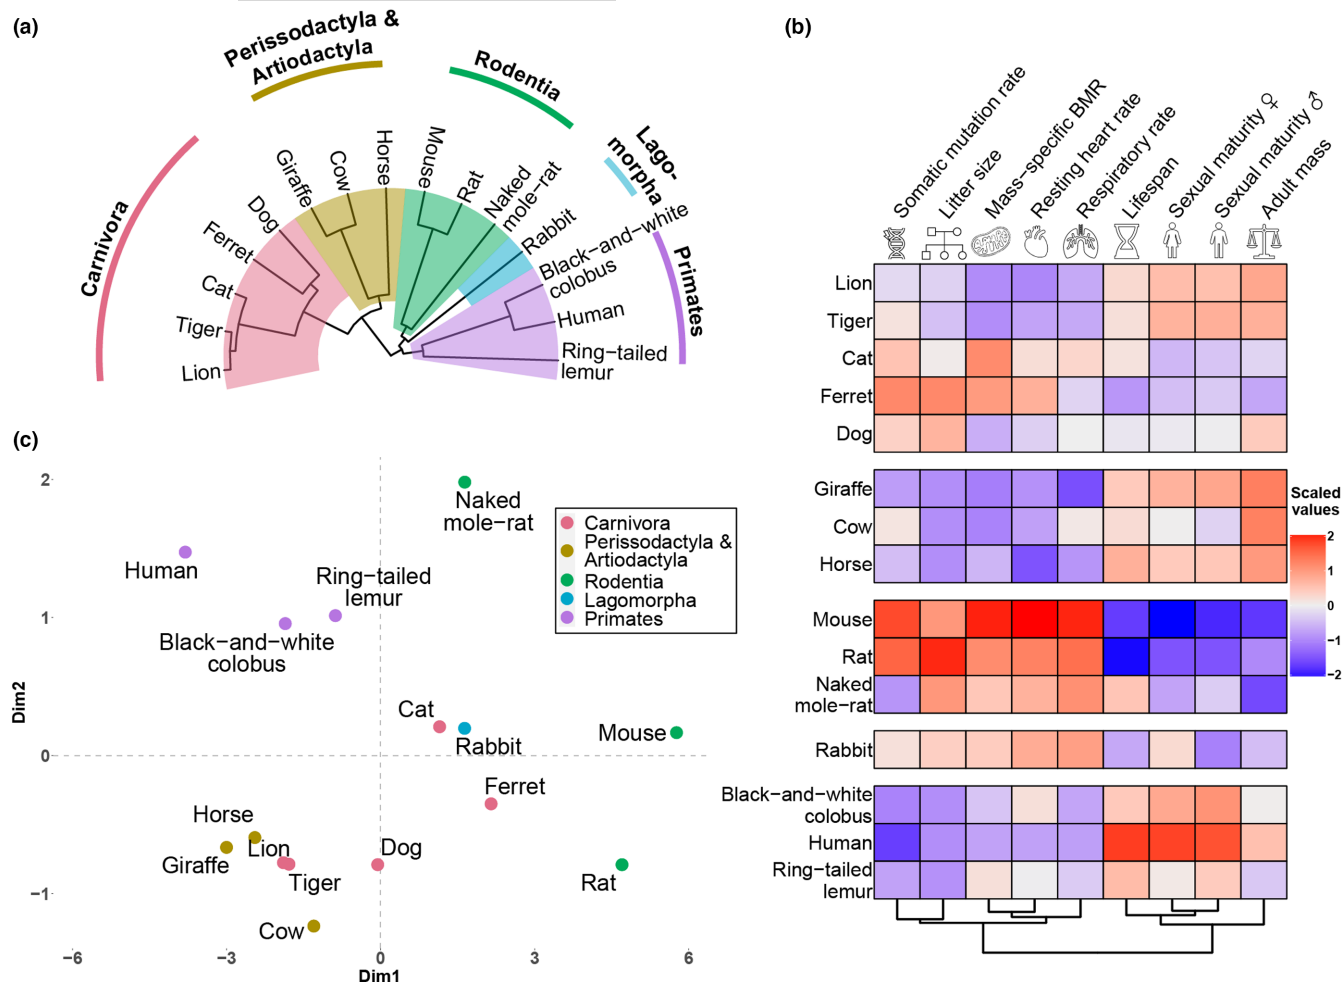 (a)
Perissodactyla &
Artiodactyla
Rodentia
Lago-
morpha
Carnivora
Primates
Giraffe
Cow
Horse
Mouse
Rat
Naked
mole-rat
Rabbit
Black-and-white
colobus
Human
Ring-tailed
lemur
Dog
Ferret
Cat
Tiger
Lion
(b)
Somatic mutation rate
Litter size
Mass-specific BMR
Resting heart rate
Respiratory rate
Lifespan
Sexual maturity ♀
Sexual maturity ♂
Adult mass
Lion
Tiger
Cat
Ferret
Dog
Giraffe
Cow
Horse
Mouse
Rat
Naked
mole-rat
Rabbit
Black-and-white
colobus
Human
Ring-tailed
lemur
Scaled
values
2
1
0
-1
-2
(c)
Dim2
2
1
0
-1
-6
-3
0
3
6
Dim1
Naked
mole-rat
Human
Ring-tailed
lemur
Black-and-white
colobus
Cat
Rabbit
Mouse
Ferret
Horse
Lion
Giraffe
Tiger
Dog
Rat
Cow
Carnivora
Perissodactyla &
Artiodactyla
Rodentia
Lagomorpha
Primates